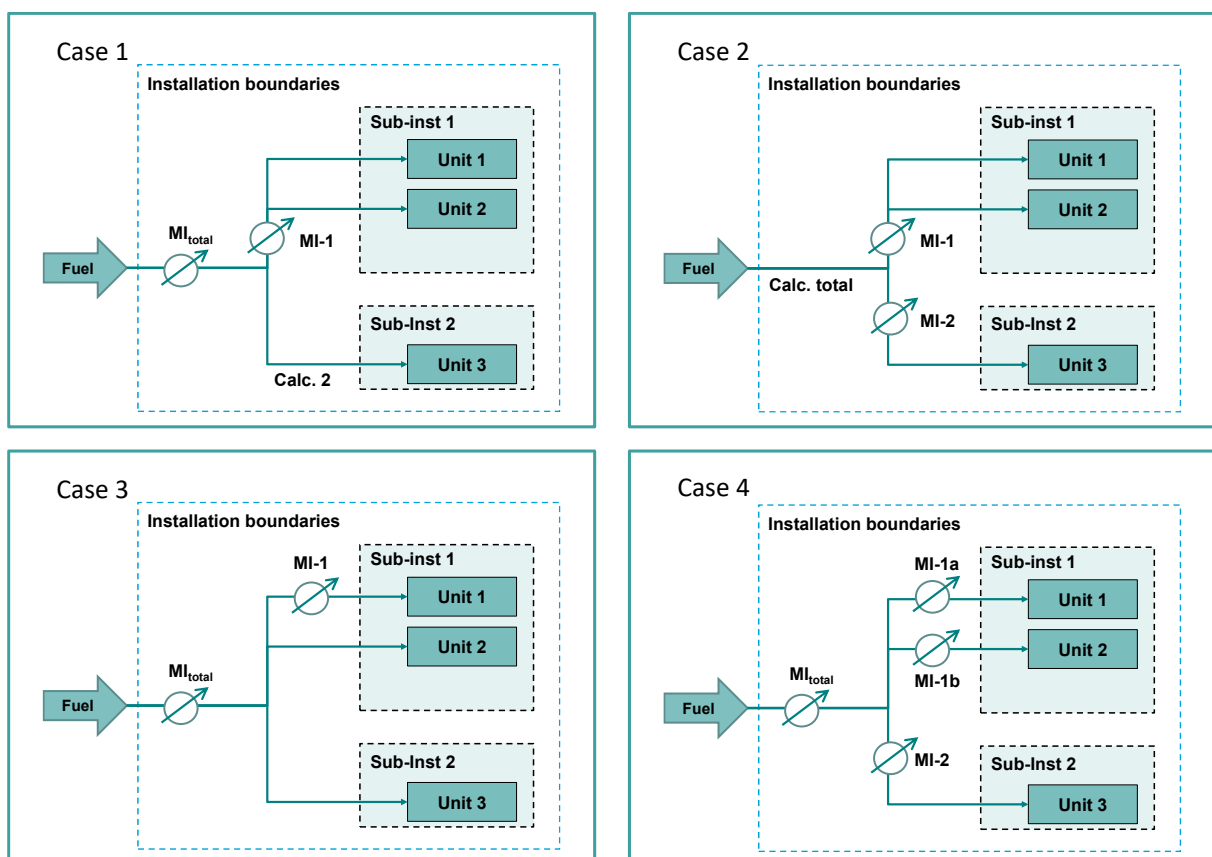 Case 1
Installation boundaries
Sub-inst 1
Unit 1
Unit 2
MItotal
MI-1
Fuel
Sub-Inst 2
Unit 3
Calc. 2
Case 2
Installation boundaries
Sub-inst 1
Unit 1
Unit 2
MI-1
Fuel
Calc. total
MI-2
Sub-Inst 2
Unit 3
Case 3
Installation boundaries
Sub-inst 1
MI-1
Unit 1
Unit 2
MItotal
Fuel
Sub-Inst 2
Unit 3
Case 4
Installation boundaries
MI-1a
Sub-inst 1
Unit 1
Unit 2
MI-1b
MItotal
Fuel
MI-2
Sub-Inst 2
Unit 3